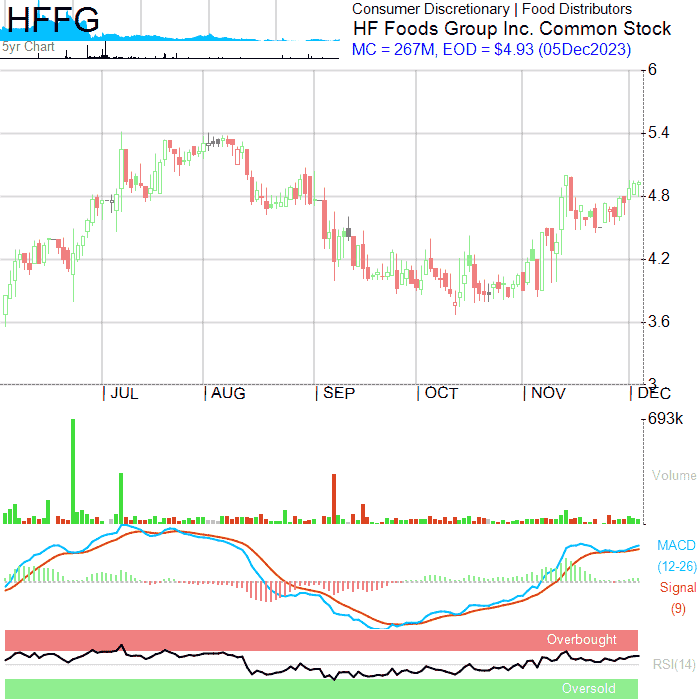 HFFG
5yr Chart
Consumer Discretionary | Food Distributors
HF Foods Group Inc. Common Stock
MC = 267M, EOD = $4.93 (05Dec2023)
6
5.4
4.8
4.2
3.6
3
JUL AUG SEP OCT NOV DEC
693k
Volume
MACD
(12-26)
Signal
(9)
Overbought
RSI(14)
Oversold